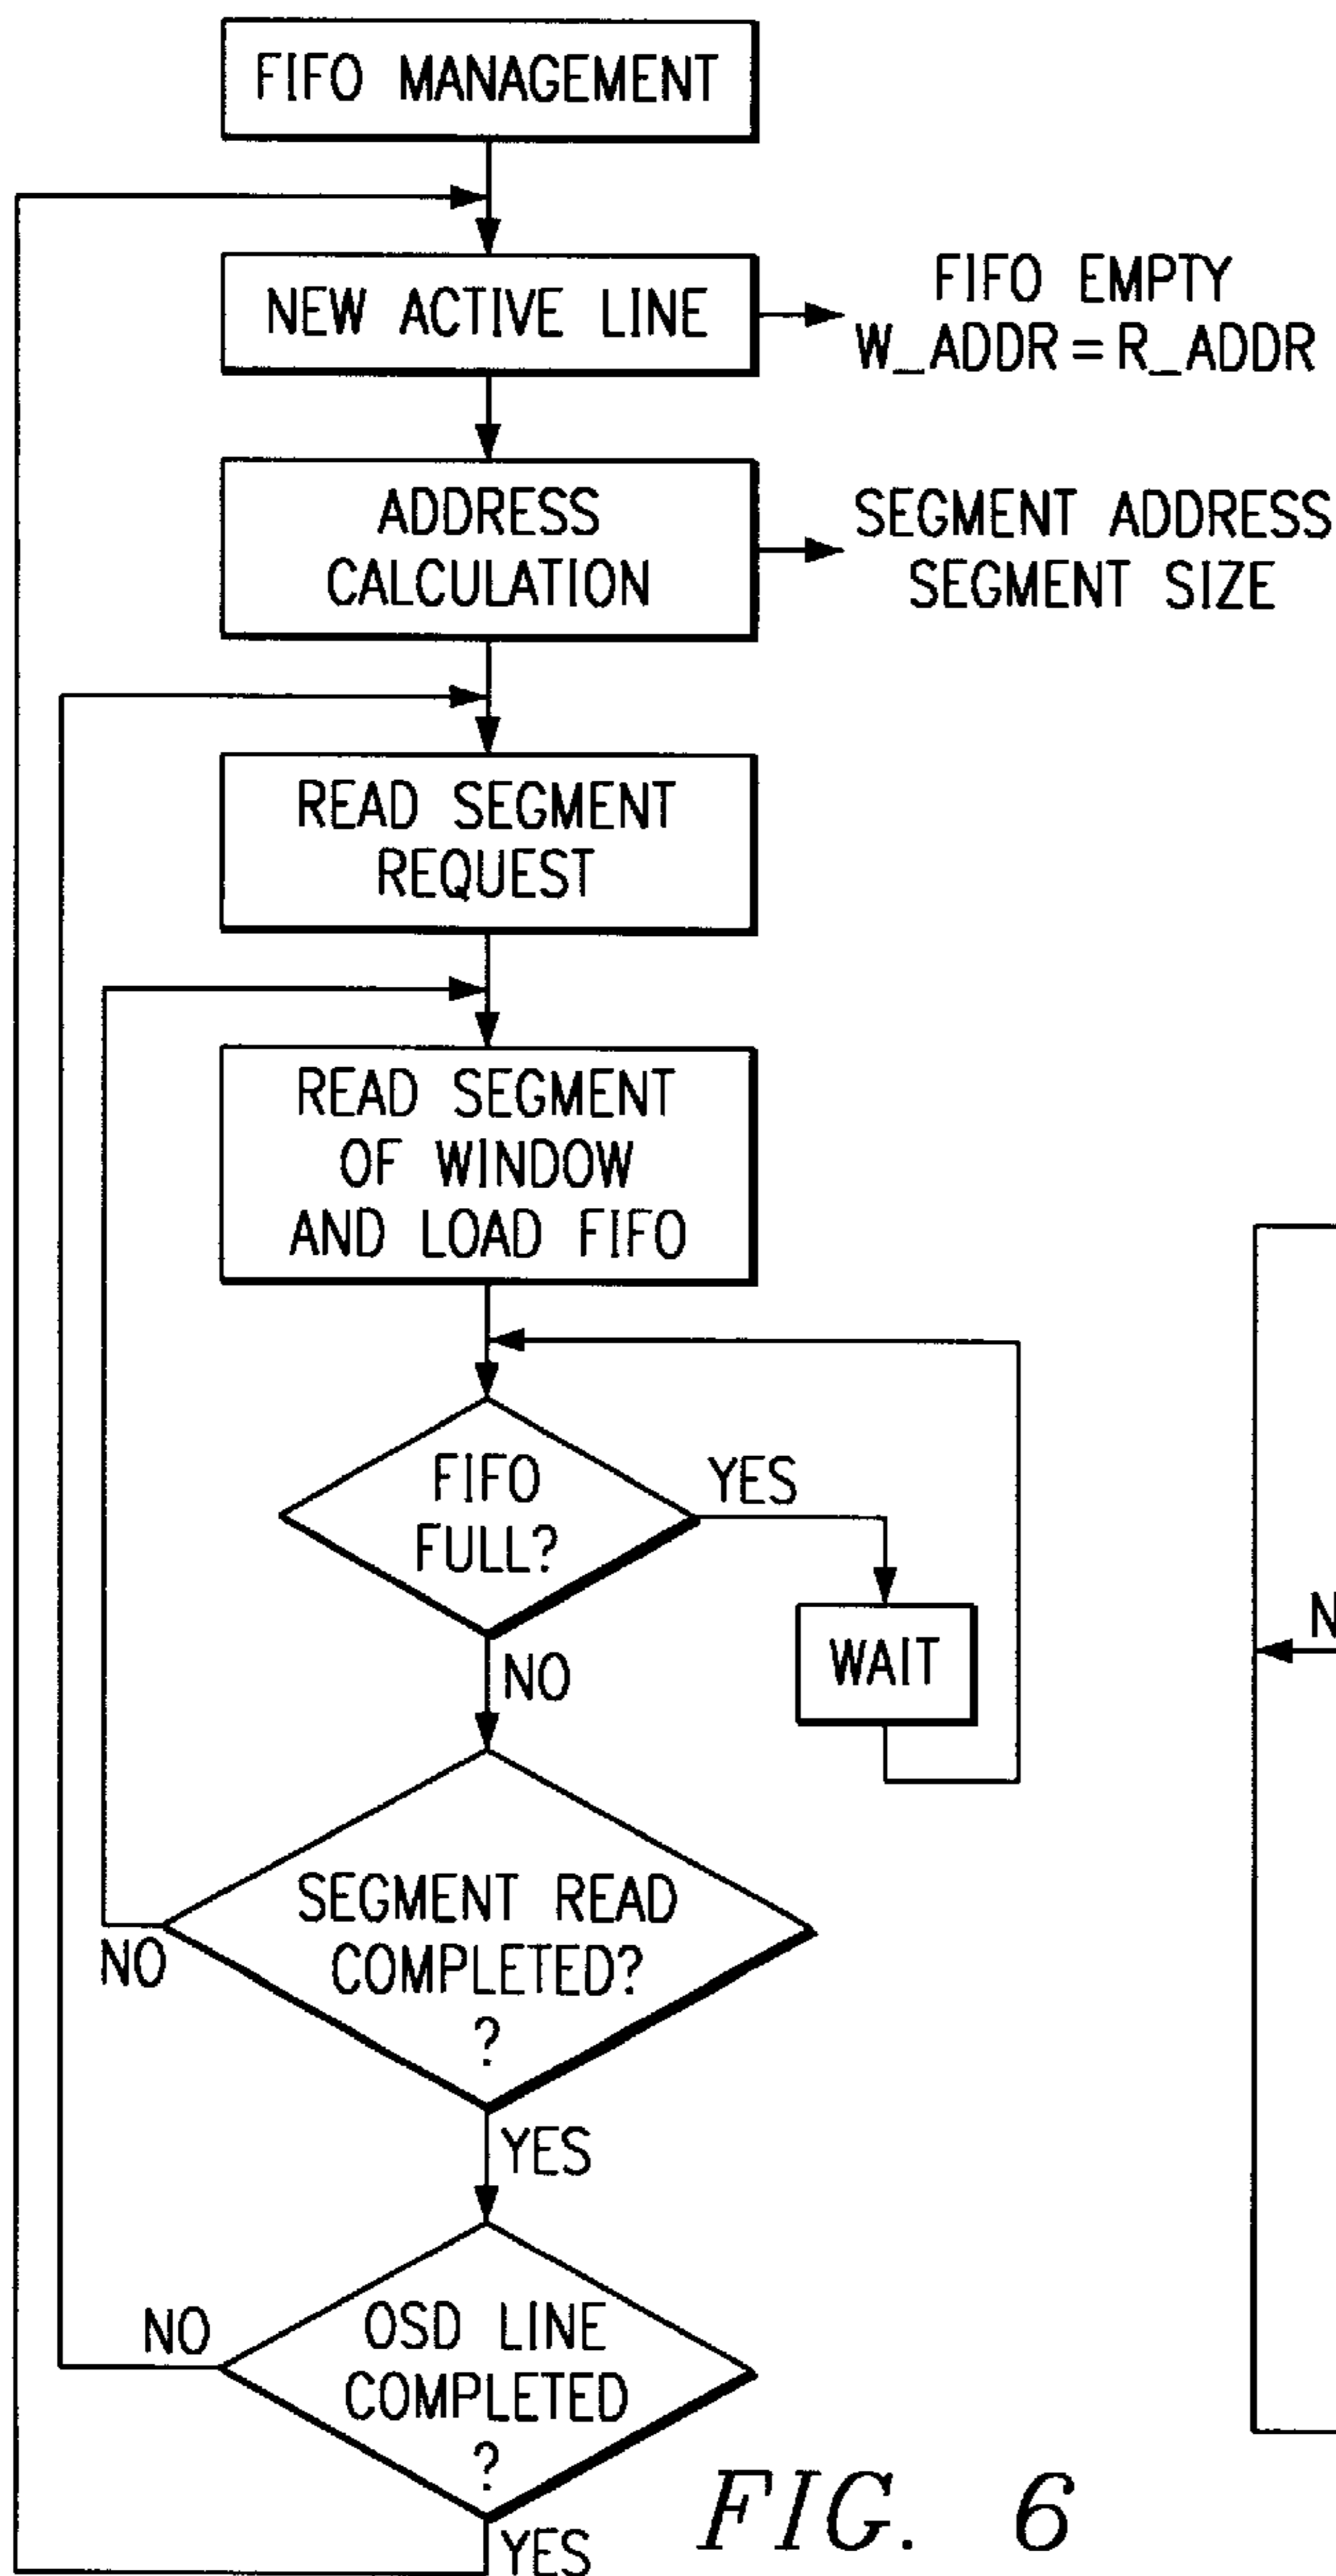 FIFO MANAGEMENT
NEW ACTIVE LINE
FIFO EMPTY
W_ADDR = R_ADDR
ADDRESS
CALCULATION
SEGMENT ADDRESS
SEGMENT SIZE
READ SEGMENT
REQUEST
READ SEGMENT
OF WINDOW
AND LOAD FIFO
FIFO
FULL?
YES
WAIT
NO
SEGMENT READ
COMPLETED?
?
NO
YES
OSD LINE
COMPLETED
?
NO
YES
FIG. 6